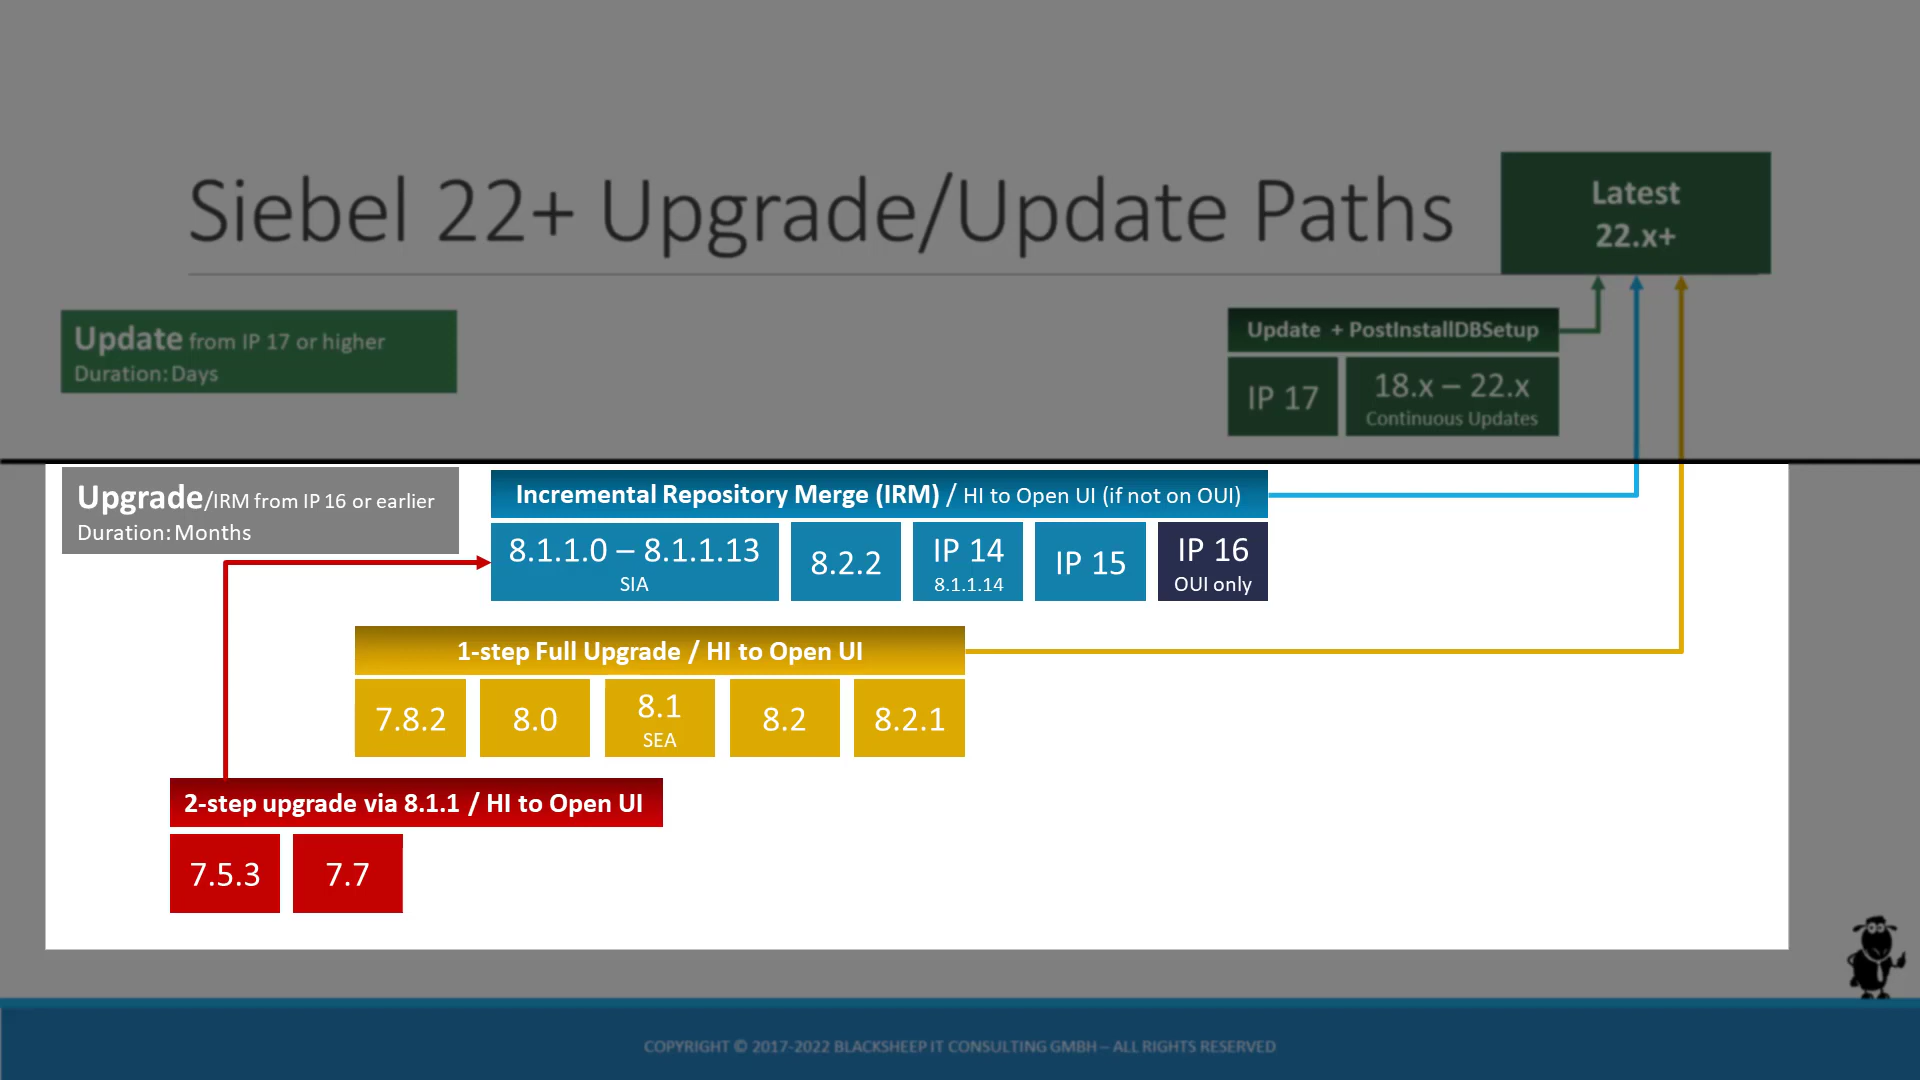 Siebel 22+ Upgrade/Update Paths
Latest
22.x+
Update from IP 17 or higher
Duration: Days
Update + PostInstallDBSetup
IP 17
18.x – 22.x
Continuous Updates
Upgrade/IRM from IP 16 or earlier
Duration: Months
Incremental Repository Merge (IRM) / HI to Open UI (if not on OUI)
8.1.1.0 – 8.1.1.13
SIA
8.2.2
IP 14
8.1.1.14
IP 15
IP 16
OUI only
1-step Full Upgrade / HI to Open UI
7.8.2
8.0
8.1
SEA
8.2
8.2.1
2-step upgrade via 8.1.1 / HI to Open UI
7.5.3
7.7
COPYRIGHT © 2017-2022 BLACKSHEEP IT CONSULTING GMBH – ALL RIGHTS RESERVED